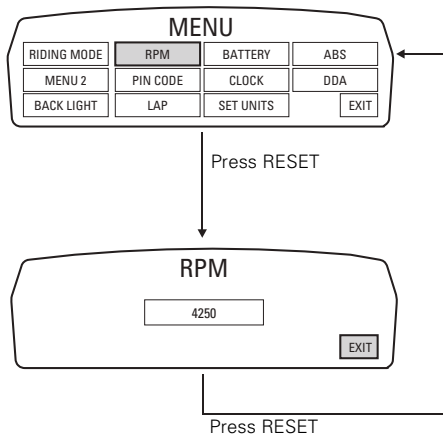 MENU
RIDING MODE RPM BATTERY ABS
MENU 2 PIN CODE CLOCK DDA
BACK LIGHT LAP SET UNITS EXIT
Press RESET
RPM
4250
EXIT
Press RESET